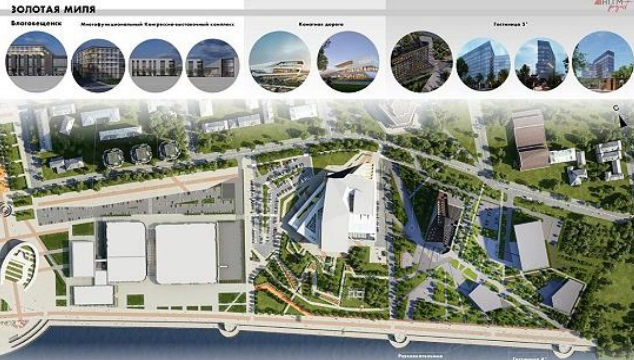 ЗОЛОТАЯ МИЛЯ
Благовещенск
Многофункциональный Конгрессно-выставочный комплекс
Канатная дорога
Гостиница 5*
С